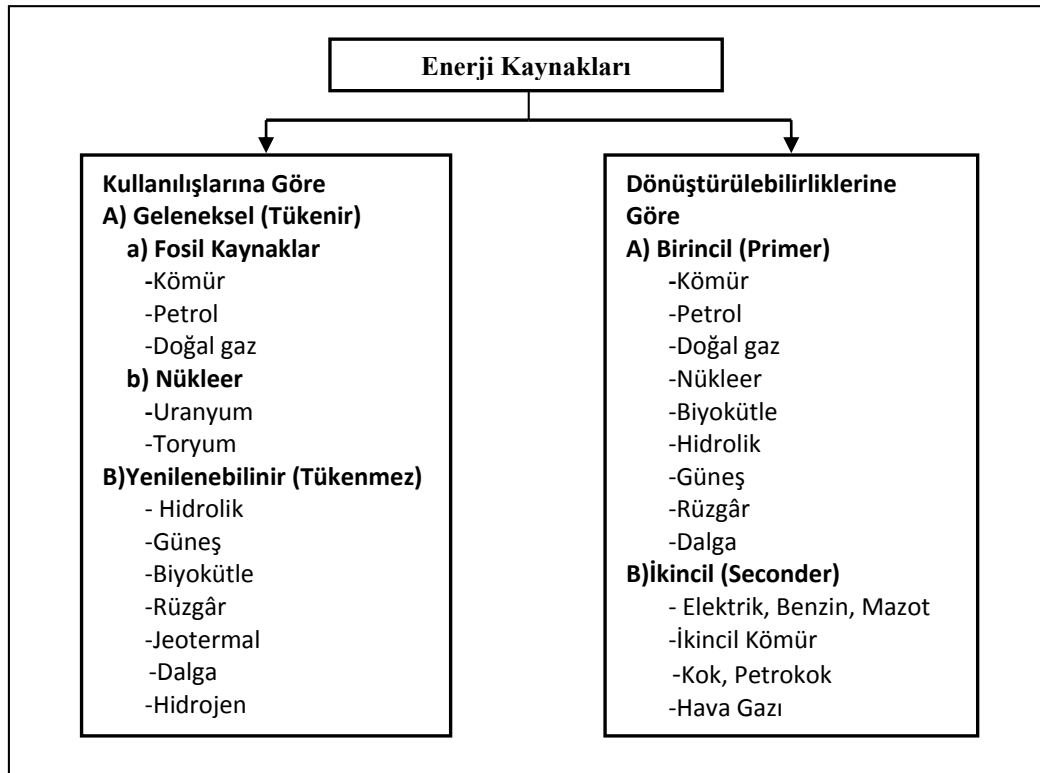 Enerji Kaynakları
Kullanılışlarına Göre
A) Geleneksel (Tükenir)
a) Fosil Kaynaklar
-Kömür
-Petrol
-Doğal gaz
b) Nükleer
-Uranyum
-Toryum
B)Yenilenebilinir (Tükenmez)
- Hidrolik
-Güneş
-Biyokütle
-Rüzgâr
-Jeotermal
-Dalga
-Hidrojen
Dönüştürülebilirliklerine
Göre
A) Birincil (Primer)
-Kömür
-Petrol
-Doğal gaz
-Nükleer
-Biyokütle
-Hidrolik
-Güneş
-Rüzgâr
-Dalga
B)İkincil (Seconder)
- Elektrik, Benzin, Mazot
-İkincil Kömür
-Kok, Petrokok
-Hava Gazı